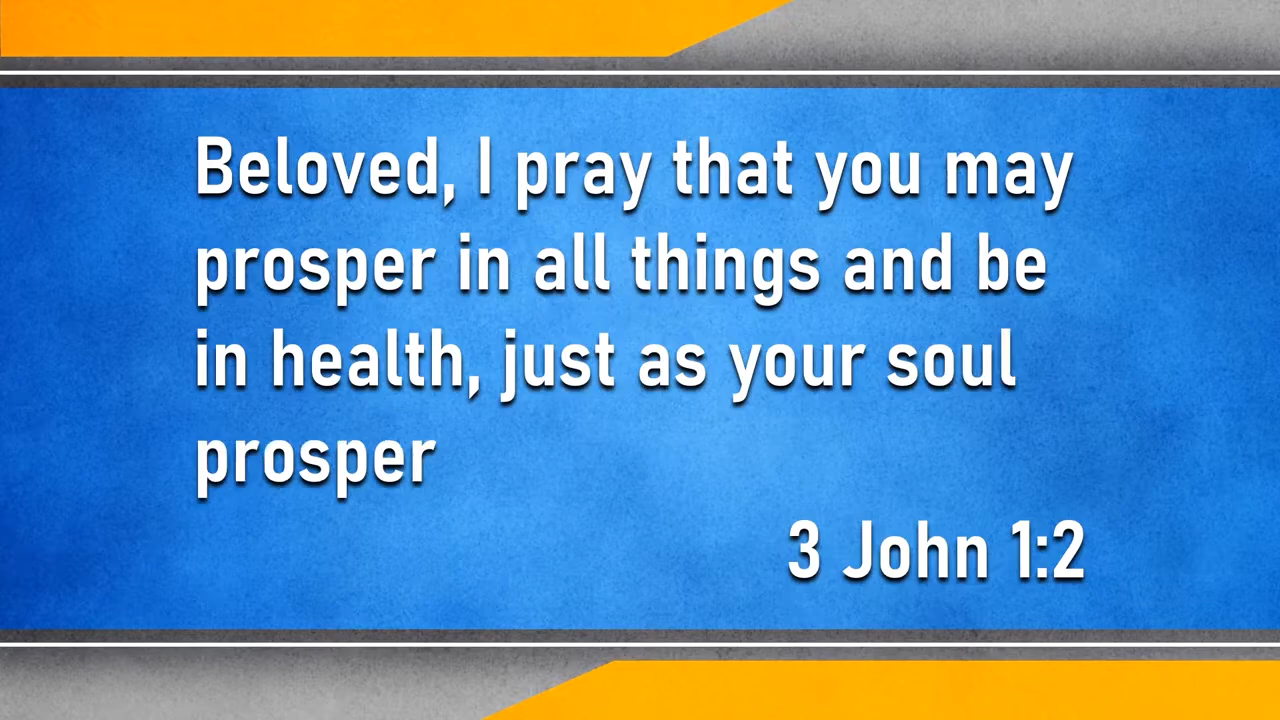 Beloved, I pray that you may
prosper in all things and be
in health, just as your soul
prosper
3 John 1:2